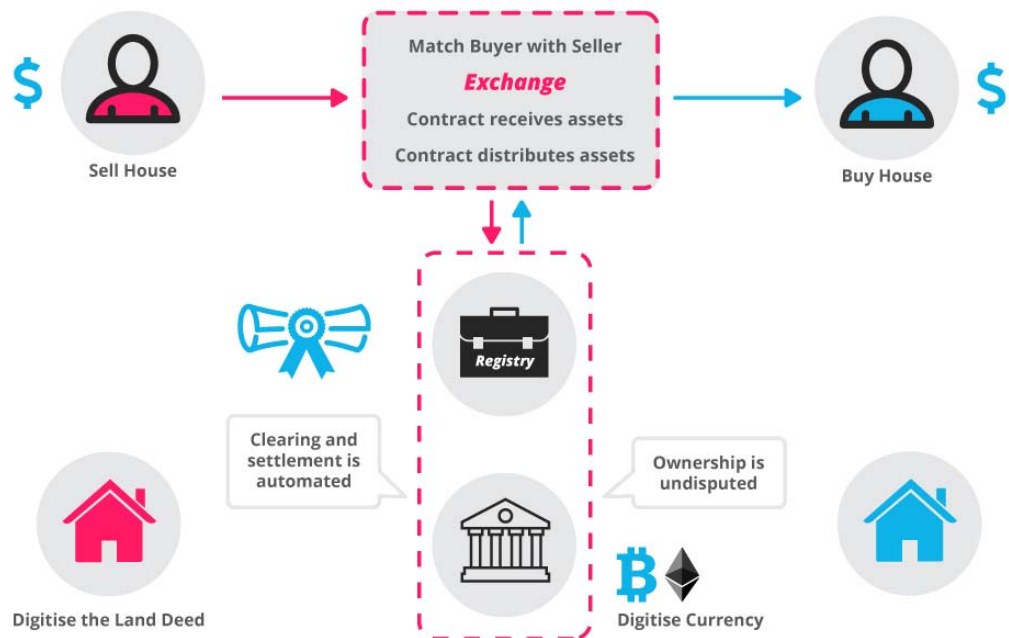 Match Buyer with Seller
Exchange
Contract receives assets
Contract distributes assets
$
$
Sell House
Buy House
Registry
Clearing and
settlement is
automated
Ownership is
undisputed
Digitise the Land Deed
Digitise Currency